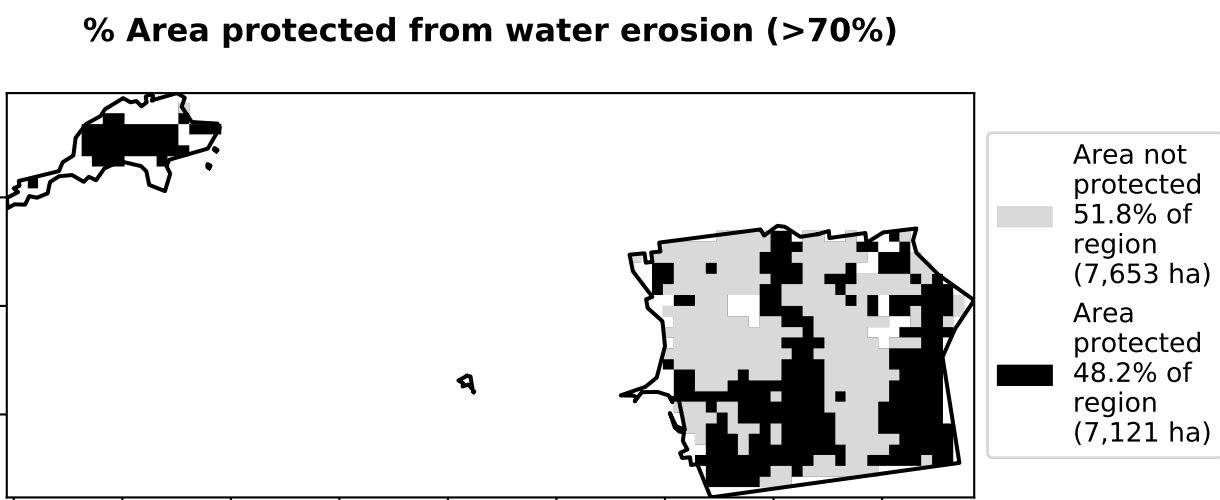 % Area protected from water erosion (>70%)
Area not
protected
51.8% of
region
(7,653 ha)
Area
protected
48.2% of
region
(7,121 ha)